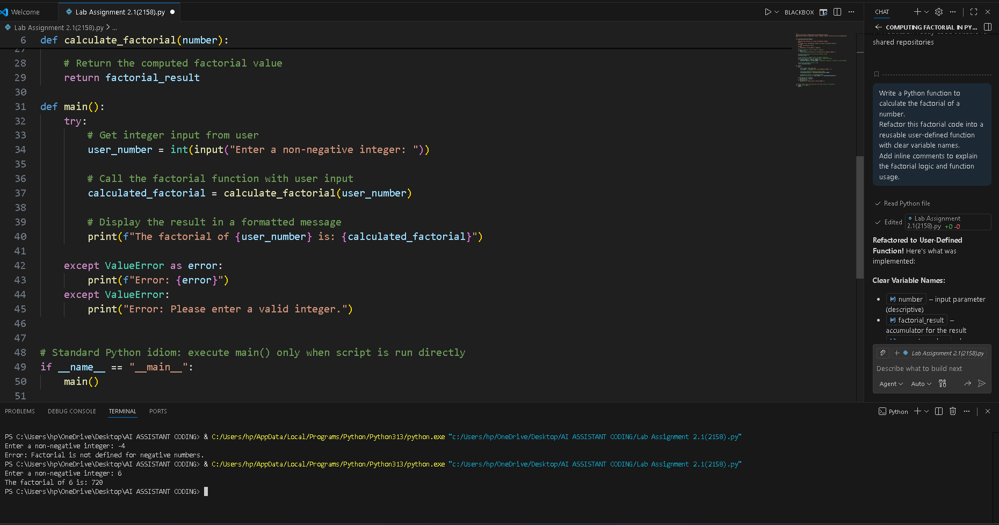 Welcome
Lab Assignment 2.1(2158).py
BLACKBOX
Lab Assignment 2.1(2158).py > ...
6 def calculate_factorial(number):
27
28 # Return the computed factorial value
29 return factorial_result
30
31 def main():
32 try:
33 # Get integer input from user
34 user_number = int(input("Enter a non-negative integer: "))
35
36 # Call the factorial function with user input
37 calculated_factorial = calculate_factorial(user_number)
38
39 # Display the result in a formatted message
40 print(f"The factorial of {user_number} is: {calculated_factorial}")
41
42 except ValueError as error:
43 print(f"Error: {error}")
44 except ValueError:
45 print("Error: Please enter a valid integer.")
46
47
48 # Standard Python idiom: execute main() only when script is run directly
49 if __name__ == "__main__":
50 main()
51
CHAT
COMPUTING FACTORIAL IN PY...
shared repositories
Write a Python function to
calculate the factorial of a
number.
Refactor this factorial code into a
reusable user-defined function
with clear variable names.
Add inline comments to explain
the factorial logic and function
usage.
Read Python file
Edited Lab Assignment
2.1(2158).py +0 -0
Refactored to User-Defined
Function! Here's what was
implemented:
Clear Variable Names:
• number – input parameter
(descriptive)
• factorial_result –
accumulator for the result
Lab Assignment 2.1(2158).py
Describe what to build next
Agent Auto
PROBLEMS DEBUG CONSOLE TERMINAL PORTS
Python
PS C:\Users\hp\OneDrive\Desktop\AI ASSISTANT CODING> & C:/Users/hp/AppData/Local/Programs/Python/Python313/python.exe "c:/Users/hp/OneDrive/Desktop/AI ASSISTANT CODING/Lab Assignment 2.1(2158).py"
Enter a non-negative integer: -4
Error: Factorial is not defined for negative numbers.
PS C:\Users\hp\OneDrive\Desktop\AI ASSISTANT CODING> & C:/Users/hp/AppData/Local/Programs/Python/Python313/python.exe "c:/Users/hp/OneDrive/Desktop/AI ASSISTANT CODING/Lab Assignment 2.1(2158).py"
Enter a non-negative integer: 6
The factorial of 6 is: 720
PS C:\Users\hp\OneDrive\Desktop\AI ASSISTANT CODING>